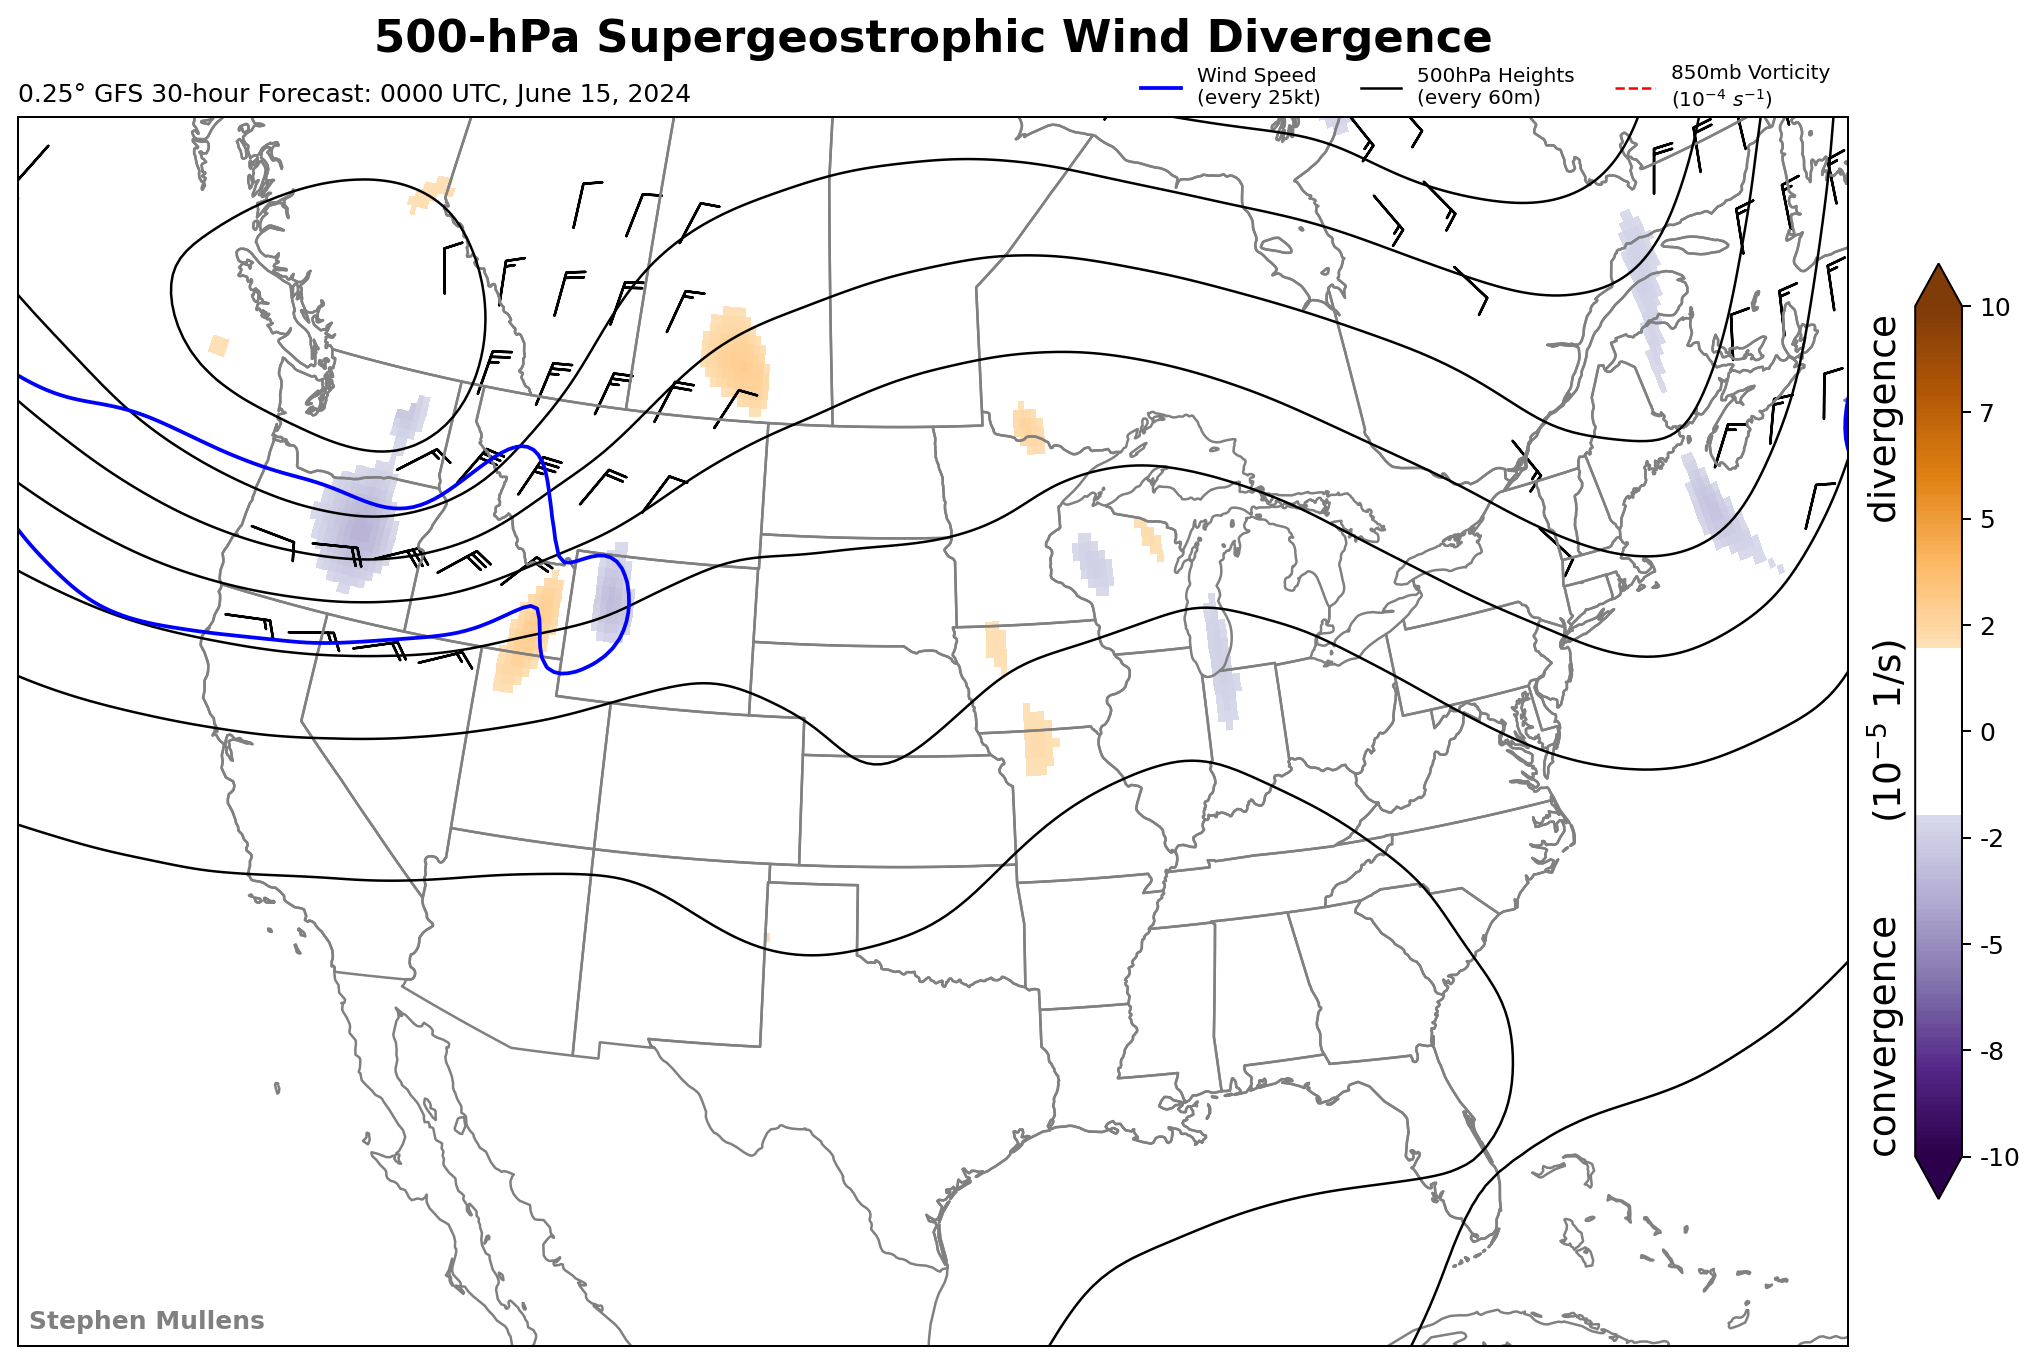 500-hPa Supergeostrophic Wind Divergence
0.25° GFS 30-hour Forecast: 0000 UTC, June 15, 2024
Wind Speed
(every 25kt)
500hPa Heights
(every 60m)
850mb Vorticity
(10⁻⁴ s⁻¹)
10
7
5
2
0
-2
-5
-8
-10
convergence (10⁻⁵ 1/s) divergence
Stephen Mullens